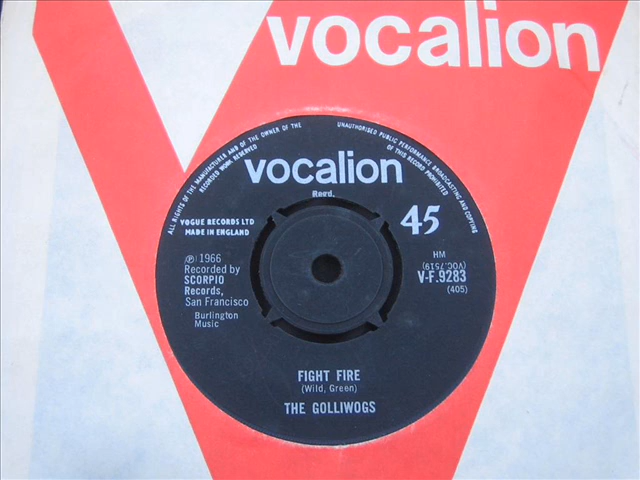 vocalion
ALL RIGHTS OF THE MANUFACTURER AND OF THE OWNER OF THE
RECORDED WORK RESERVED
UNAUTHORISED PUBLIC PERFORMANCE BROADCASTING AND COPYING
OF THIS RECORD PROHIBITED
vocalion
Regd.
VOGUE RECORDS LTD
MADE IN ENGLAND
45
℗ 1966
Recorded by
SCORPIO
Records,
San Francisco
Burlington
Music
HM
(VOC.7519)
V-F.9283
(405)
FIGHT FIRE
(Wild, Green)
THE GOLLIWOGS